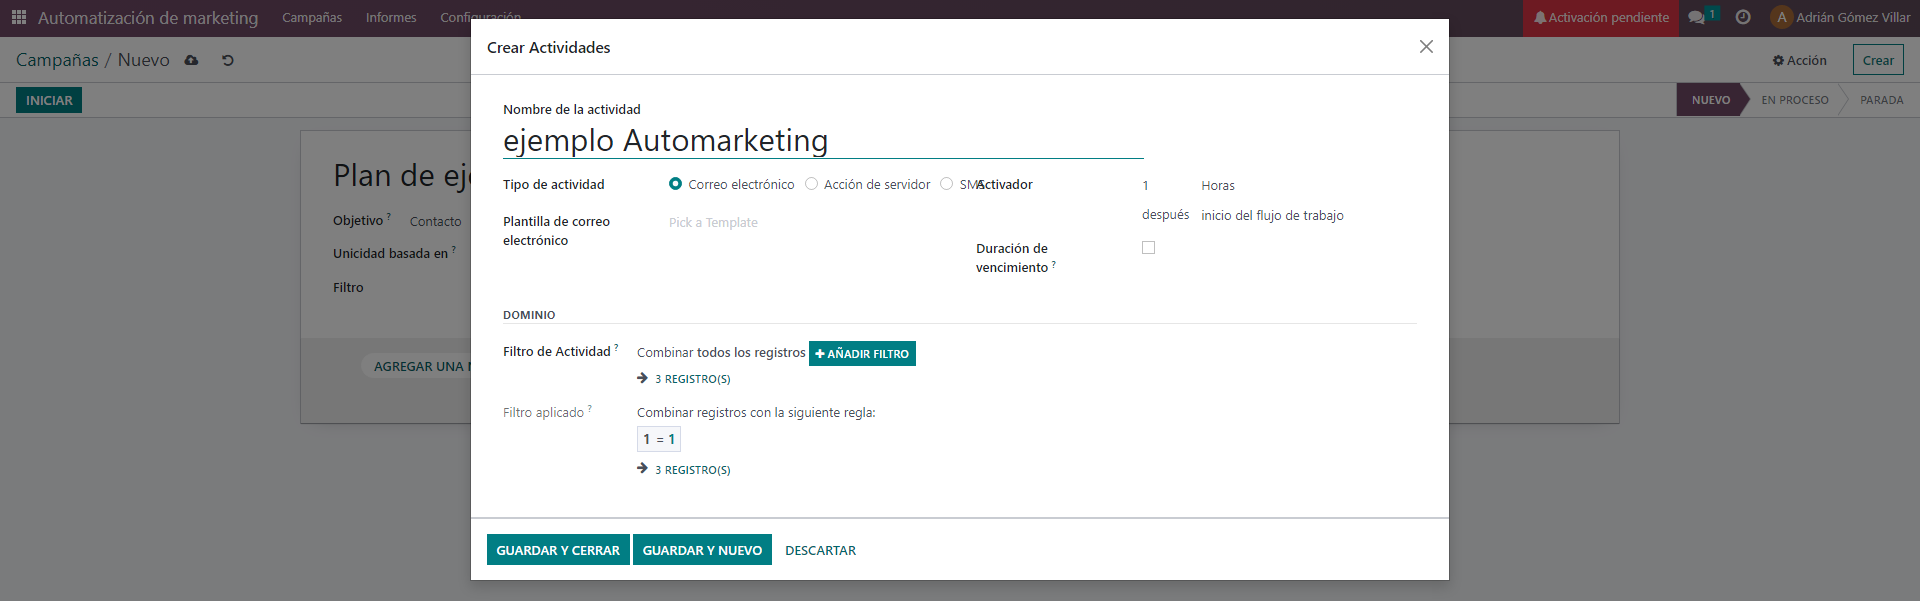 Automatización de marketing Campañas Informes Configuración Activación pendiente 1 A Adrián Gómez Villar
Campañas / Nuevo Acción Crear
INICIAR NUEVO EN PROCESO PARADA
Plan de eje
Objetivo ? Contacto
Unicidad basada en ?
Filtro
AGREGAR UNA
Crear Actividades
Nombre de la actividad
ejemplo Automarketing
Tipo de actividad Correo electrónico Acción de servidor SMS Activador 1 Horas
después inicio del flujo de trabajo
Plantilla de correo
electrónico
Pick a Template
Duración de
vencimiento ?
DOMINIO
Filtro de Actividad ? Combinar todos los registros + AÑADIR FILTRO
3 REGISTRO(S)
Filtro aplicado ? Combinar registros con la siguiente regla:
1 = 1
3 REGISTRO(S)
GUARDAR Y CERRAR GUARDAR Y NUEVO DESCARTAR